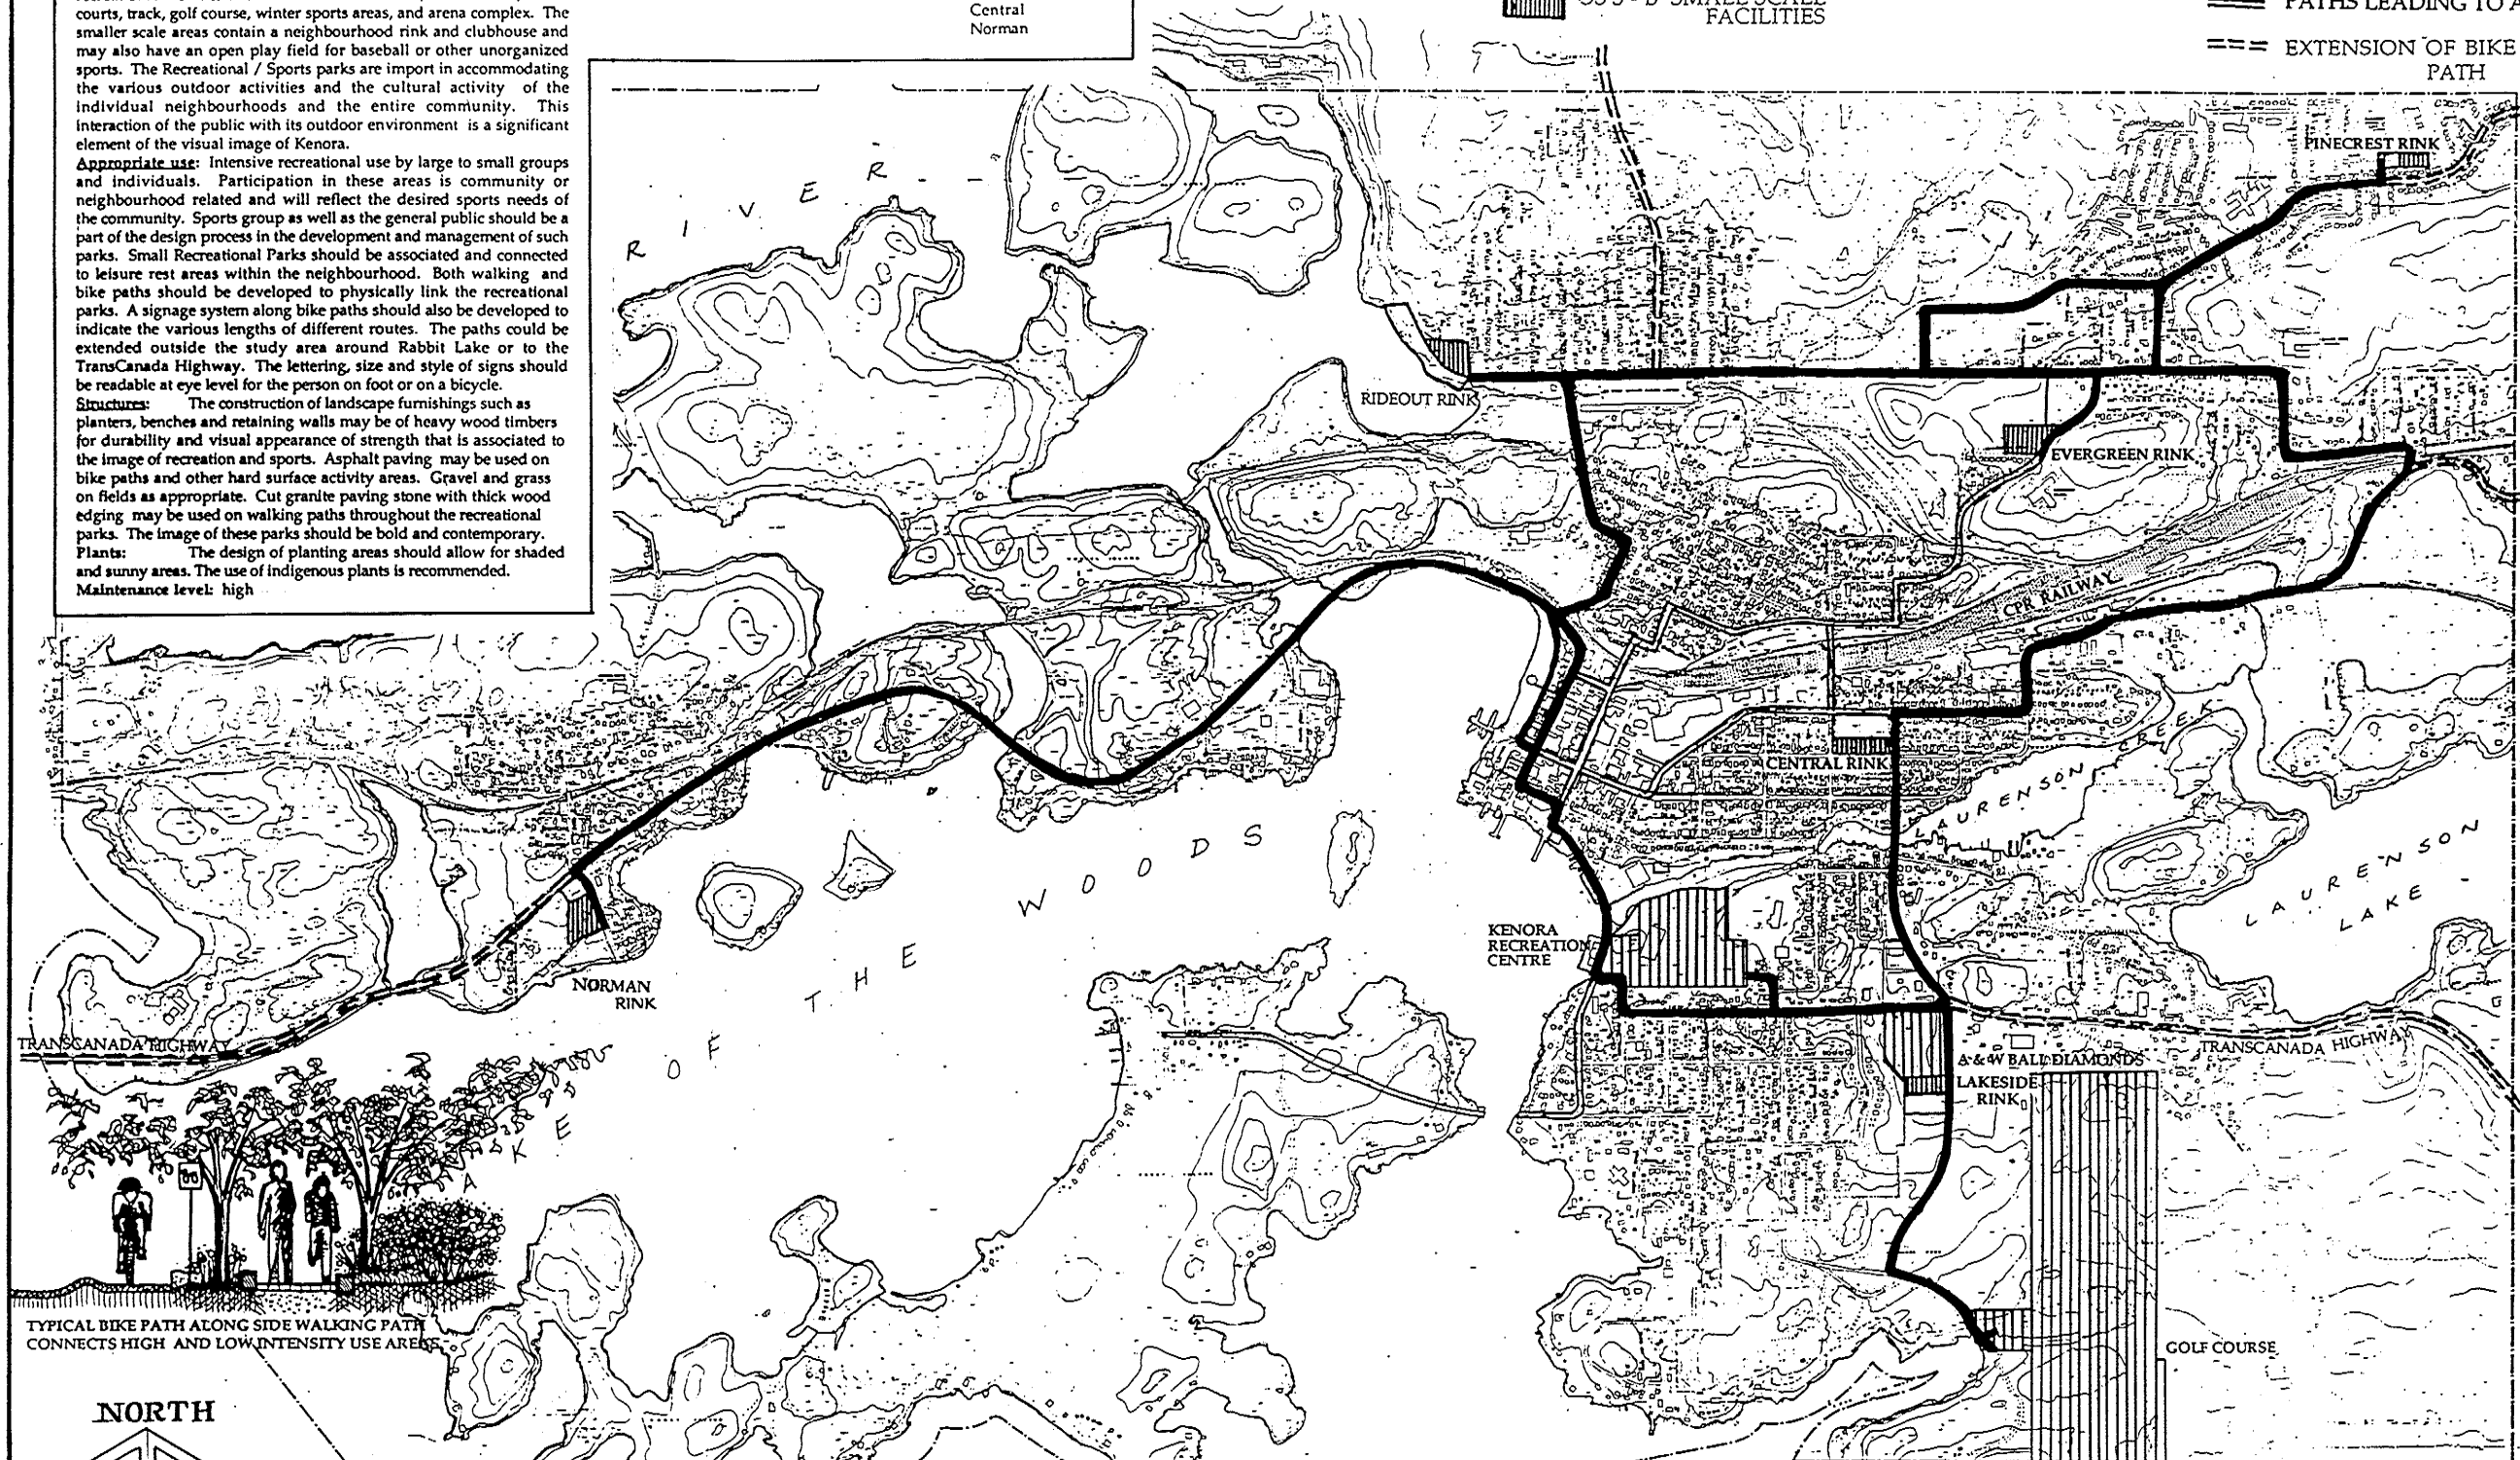 courts, track, golf course, winter sports areas, and arena complex. The
smaller scale areas contain a neighbourhood rink and clubhouse and
may also have an open play field for baseball or other unorganized
sports. The Recreational / Sports parks are import in accommodating
the various outdoor activities and the cultural activity of the
individual neighbourhoods and the entire community. This
interaction of the public with its outdoor environment is a significant
element of the visual image of Kenora.
Appropriate use: Intensive recreational use by large to small groups
and individuals. Participation in these areas is community or
neighbourhood related and will reflect the desired sports needs of
the community. Sports group as well as the general public should be a
part of the design process in the development and management of such
parks. Small Recreational Parks should be associated and connected
to leisure rest areas within the neighbourhood. Both walking and
bike paths should be developed to physically link the recreational
parks. A signage system along bike paths should also be developed to
indicate the various lengths of different routes. The paths could be
extended outside the study area around Rabbit Lake or to the
TransCanada Highway. The lettering, size and style of signs should
be readable at eye level for the person on foot or on a bicycle.
Structures: The construction of landscape furnishings such as
planters, benches and retaining walls may be of heavy wood timbers
for durability and visual appearance of strength that is associated to
the image of recreation and sports. Asphalt paving may be used on
bike paths and other hard surface activity areas. Gravel and grass
on fields as appropriate. Cut granite paving stone with thick wood
edging may be used on walking paths throughout the recreational
parks. The image of these parks should be bold and contemporary.
Plants: The design of planting areas should allow for shaded
and sunny areas. The use of indigenous plants is recommended.
Maintenance level: high
Central
Norman
SMALL SCALE
FACILITIES
PATHS LEADING TO
EXTENSION OF BIKE
PATH
RIVER
PINECREST RINK
RIDEOUT RINK
EVERGREEN RINK
CPR RAILWAY
CENTRAL RINK
LAURENSON CREEK
LAURENSON
LAKE
KENORA
RECREATION
CENTRE
NORMAN
RINK
LAKE OF THE WOODS
TRANSCANADA HIGHWAY
TRANSCANADA HIGHWAY
A & W BALL DIAMONDS
LAKESIDE
RINK
GOLF COURSE
TYPICAL BIKE PATH ALONG SIDE WALKING PATH
CONNECTS HIGH AND LOW INTENSITY USE AREAS
NORTH